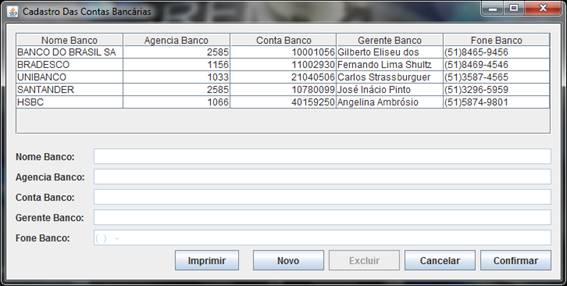 Cadastro Das Contas Bancárias
Nome Banco Agencia Banco Conta Banco Gerente Banco Fone Banco
BANCO DO BRASIL SA 2585 10001056 Gilberto Eliseu dos (51)8465-9456
BRADESCO 1156 11002930 Fernando Lima Shultz (51)8469-4546
UNIBANCO 1033 21040506 Carlos Strassburguer (51)3587-4565
SANTANDER 2585 10780099 José Inácio Pinto (51)3296-5959
HSBC 1066 40159250 Angelina Ambrósio (51)5874-9801
Nome Banco:
Agencia Banco:
Conta Banco:
Gerente Banco:
Fone Banco: ( ) -
Imprimir Novo Excluir Cancelar Confirmar